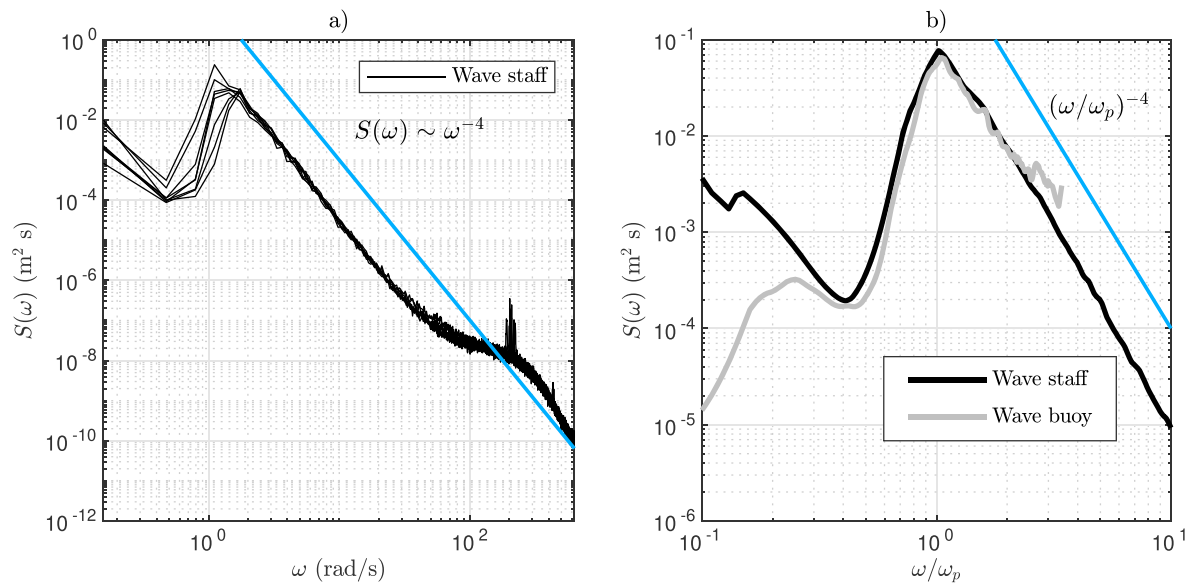 a)
10^0
10^-2
10^-4
10^-6
10^-8
10^-10
10^-12
S(ω) (m² s)
Wave staff
S(ω) ∼ ω^-4
10^0
10^2
ω (rad/s)
b)
10^-1
10^-2
10^-3
10^-4
10^-5
10^-6
S(ω) (m² s)
(ω/ω_p)^-4
Wave staff
Wave buoy
10^-1
10^0
10^1
ω/ω_p